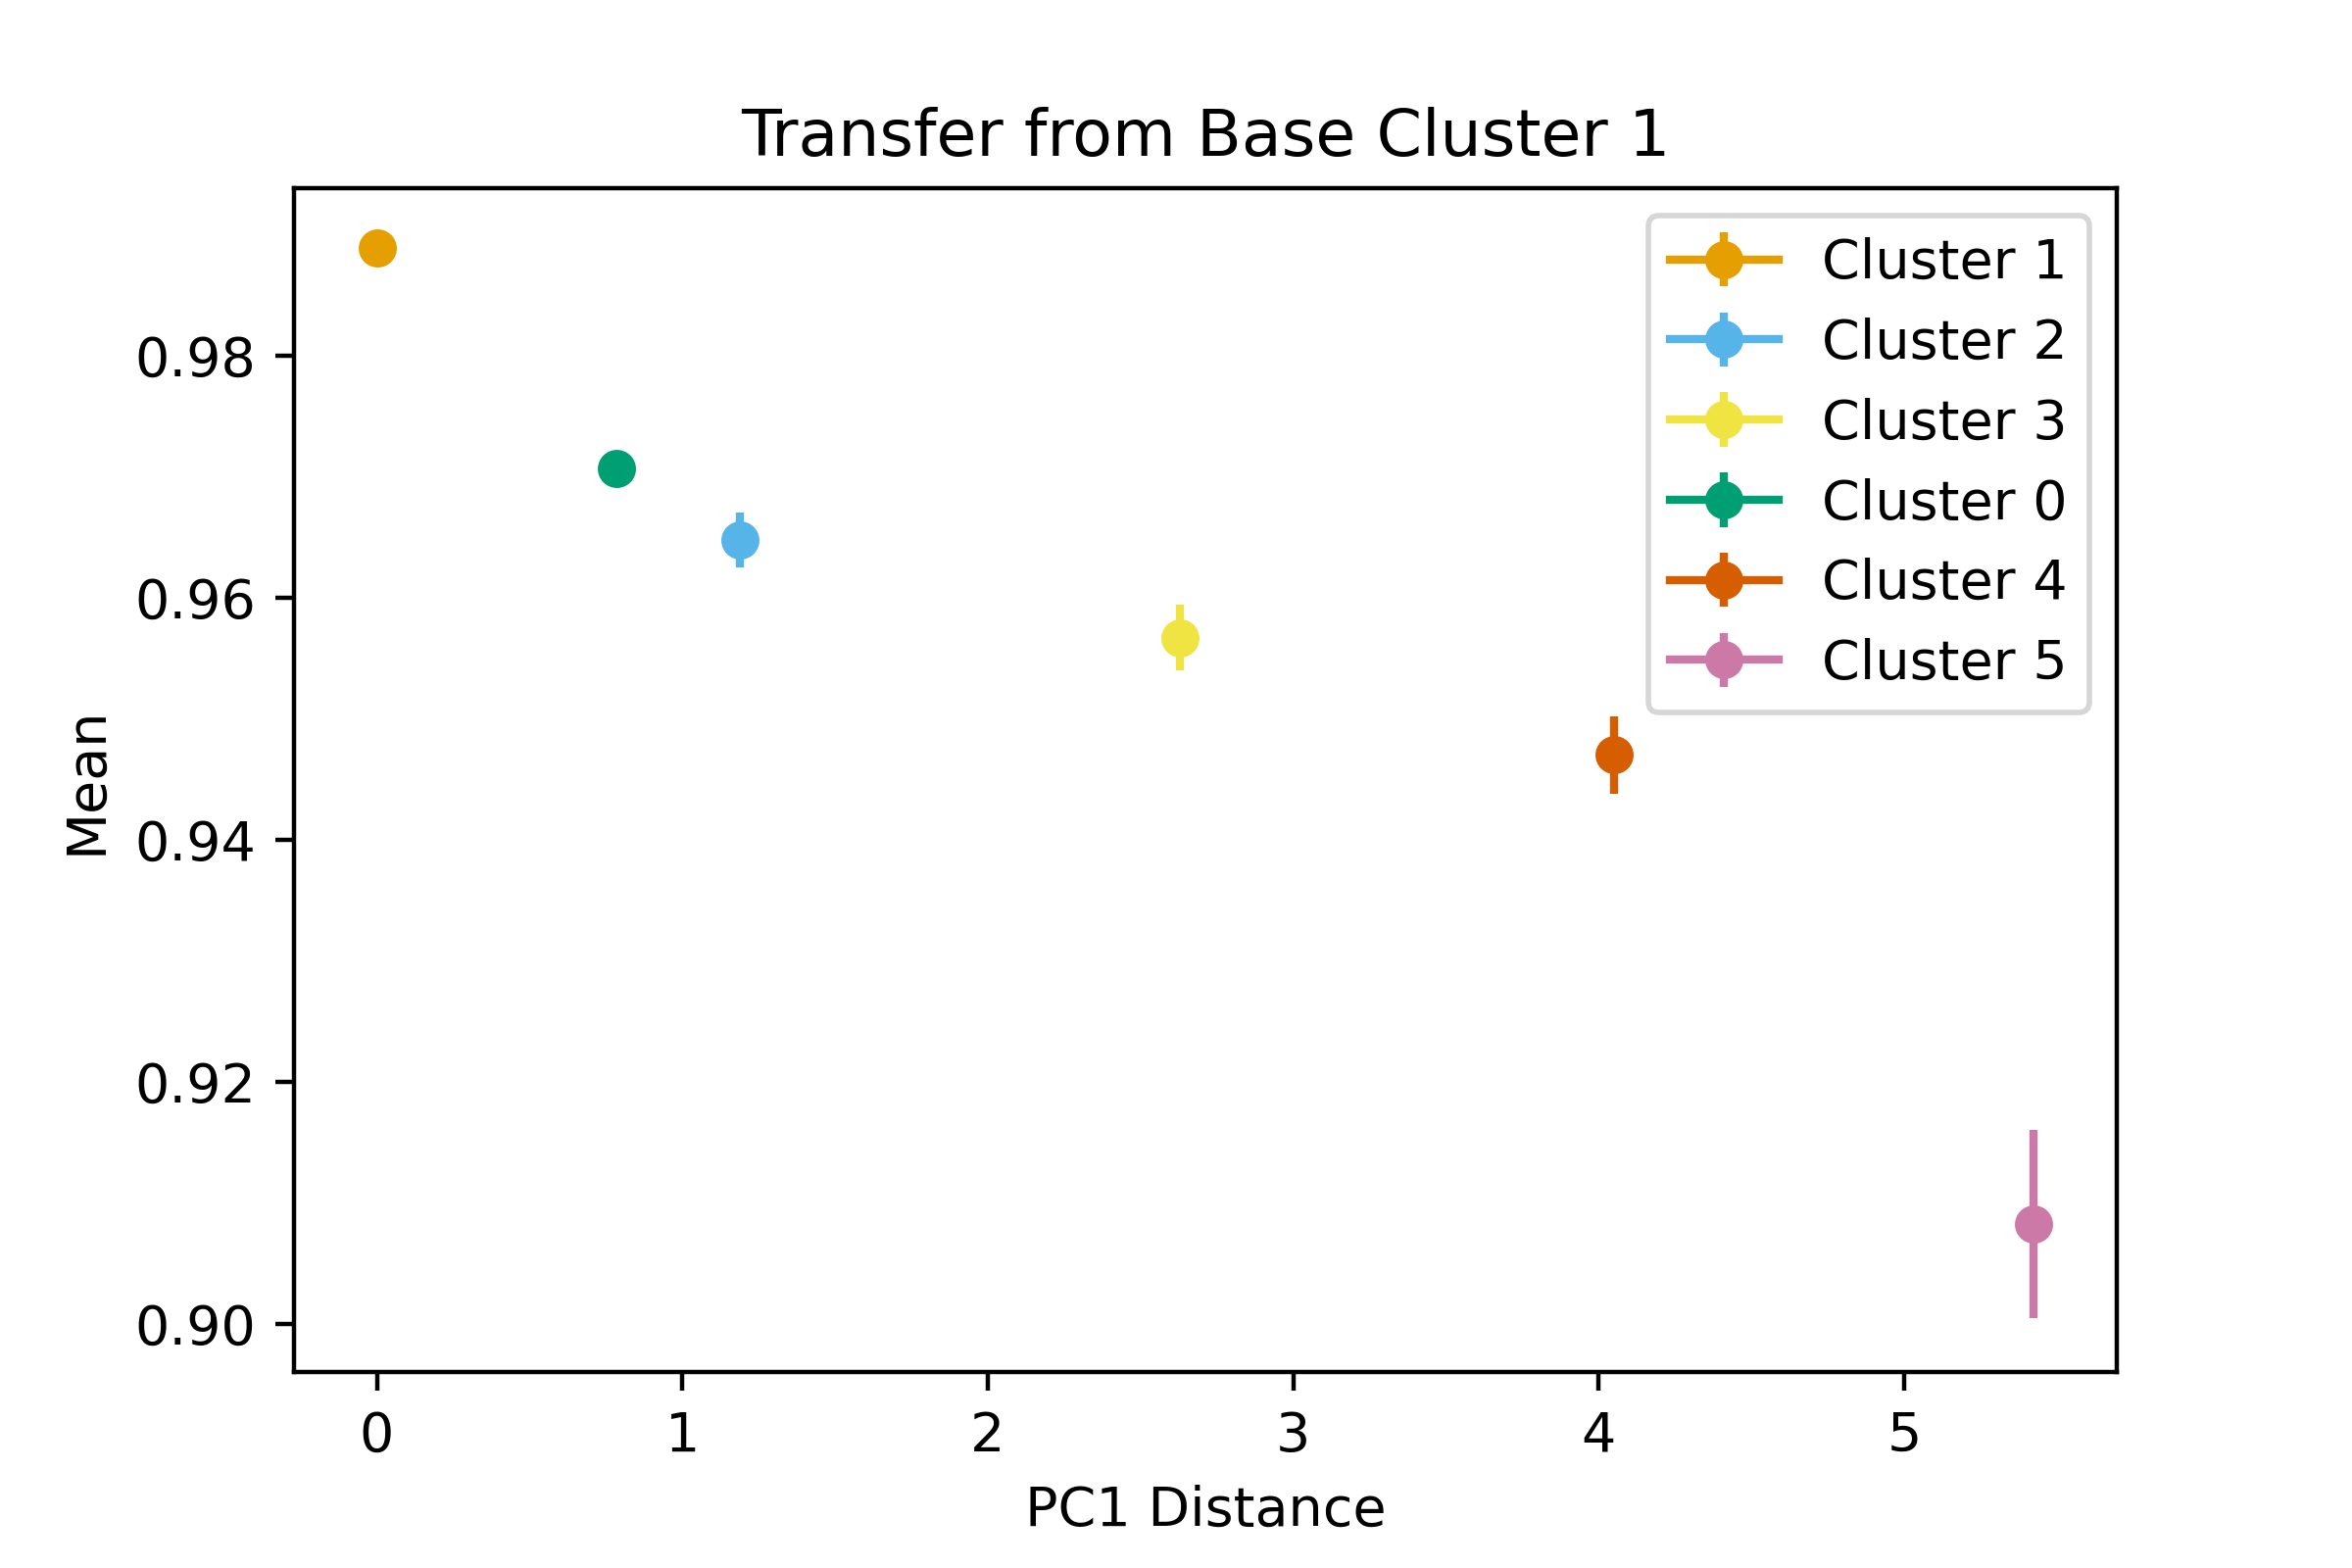 Transfer from Base Cluster 1
Cluster 1
Cluster 2
Cluster 3
Cluster 0
Cluster 4
Cluster 5
Mean
0.98
0.96
0.94
0.92
0.90
0 1 2 3 4 5
PC1 Distance